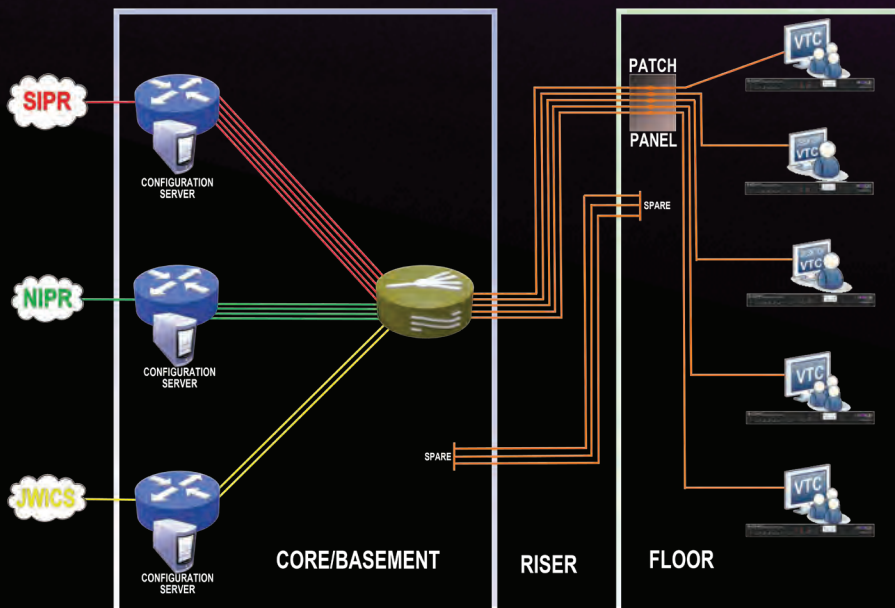 SIPR
CONFIGURATION
SERVER
NIPR
CONFIGURATION
SERVER
JWICS
CONFIGURATION
SERVER
SPARE
CORE/BASEMENT
RISER
PATCH
PANEL
SPARE
FLOOR
VTC
VTC
VTC
VTC
VTC